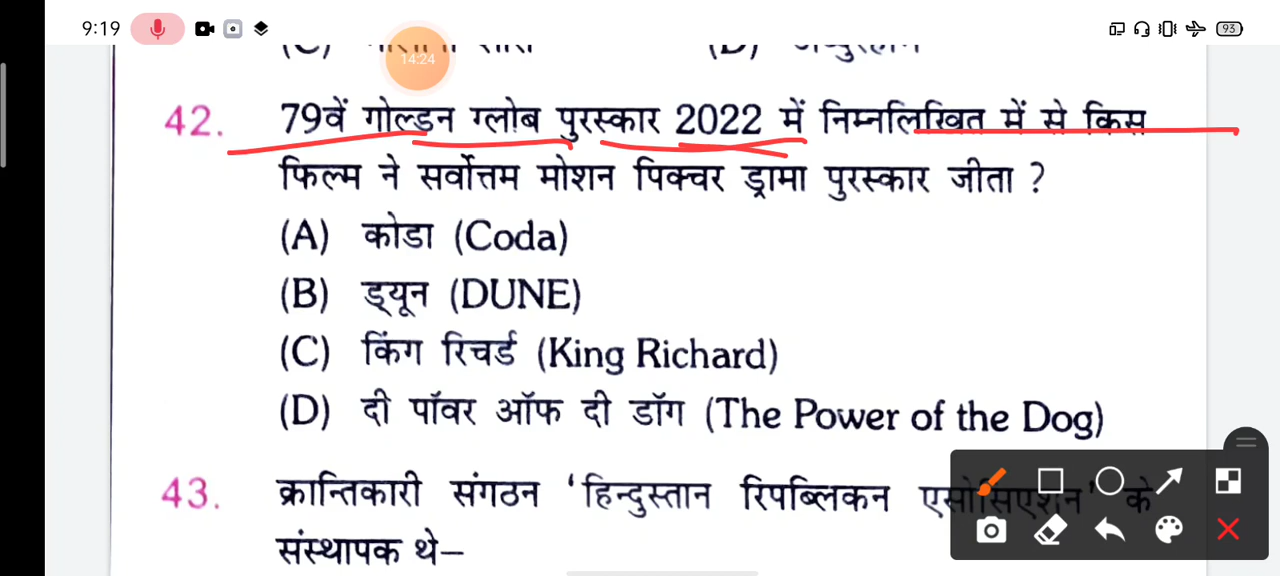 9:19
93
14:24
(C)
(D)
42. 79वें गोल्डन ग्लोब पुरस्कार 2022 में निम्नलिखित में से किस
फिल्म ने सर्वोत्तम मोशन पिक्चर ड्रामा पुरस्कार जीता ?
(A) कोडा (Coda)
(B) ड्यून (DUNE)
(C) किंग रिचर्ड (King Richard)
(D) दी पॉवर ऑफ दी डॉग (The Power of the Dog)
43. क्रान्तिकारी संगठन 'हिन्दुस्तान रिपब्लिकन एसोसिएशन' के
संस्थापक थे–